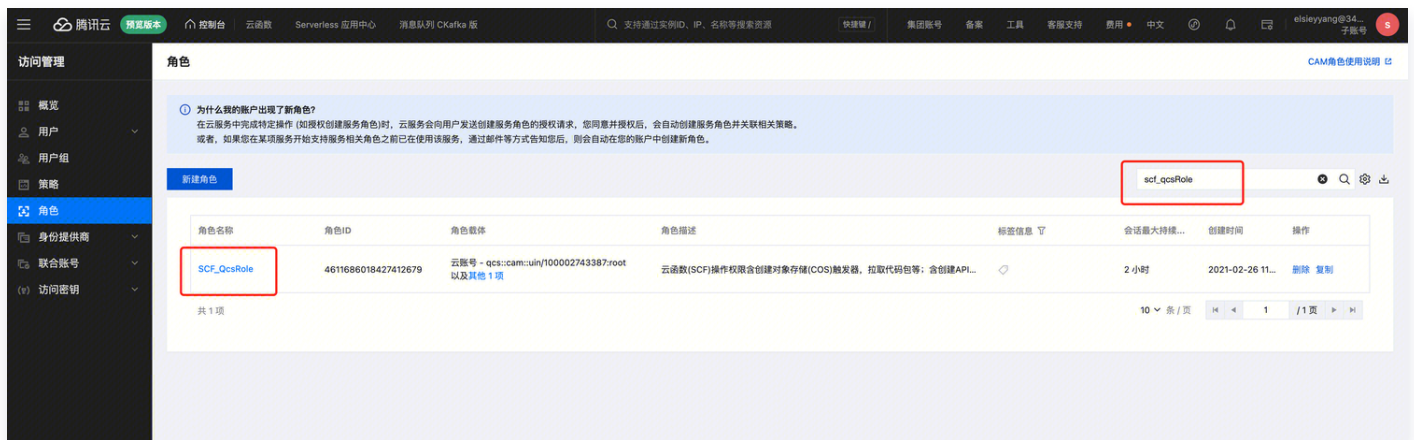 腾讯云 预览版本 控制台 云函数 Serverless 应用中心 消息队列 CKafka 版 支持通过实例ID、IP、名称等搜索资源 快捷键 / 集团账号 备案 工具 客服支持 费用 中文 elsieyyang@34...
子账号 S
访问管理
角色 CAM角色使用说明
概览
用户
用户组
策略
角色
身份提供商
联合账号
访问密钥
为什么我的账户出现了新角色?
在云服务中完成特定操作 (如授权创建服务角色)时，云服务会向用户发送创建服务角色的授权请求，您同意并授权后，会自动创建服务角色并关联相关策略。
或者，如果您在某项服务开始支持服务相关角色之前已在使用该服务，通过邮件等方式告知您后，则会自动在您的账户中创建新角色。
新建角色 scf_qcsRole
角色名称 角色ID 角色载体 角色描述 标签信息 会话最大持续... 创建时间 操作
SCF_QcsRole 4611686018427412679 云账号 - qcs::cam::uin/100002743387:root
以及其他 1 项 云函数(SCF)操作权限含创建对象存储(COS)触发器，拉取代码包等；含创建API... 2 小时 2021-02-26 11... 删除 复制
共 1 项 10 条 / 页 1 / 1 页